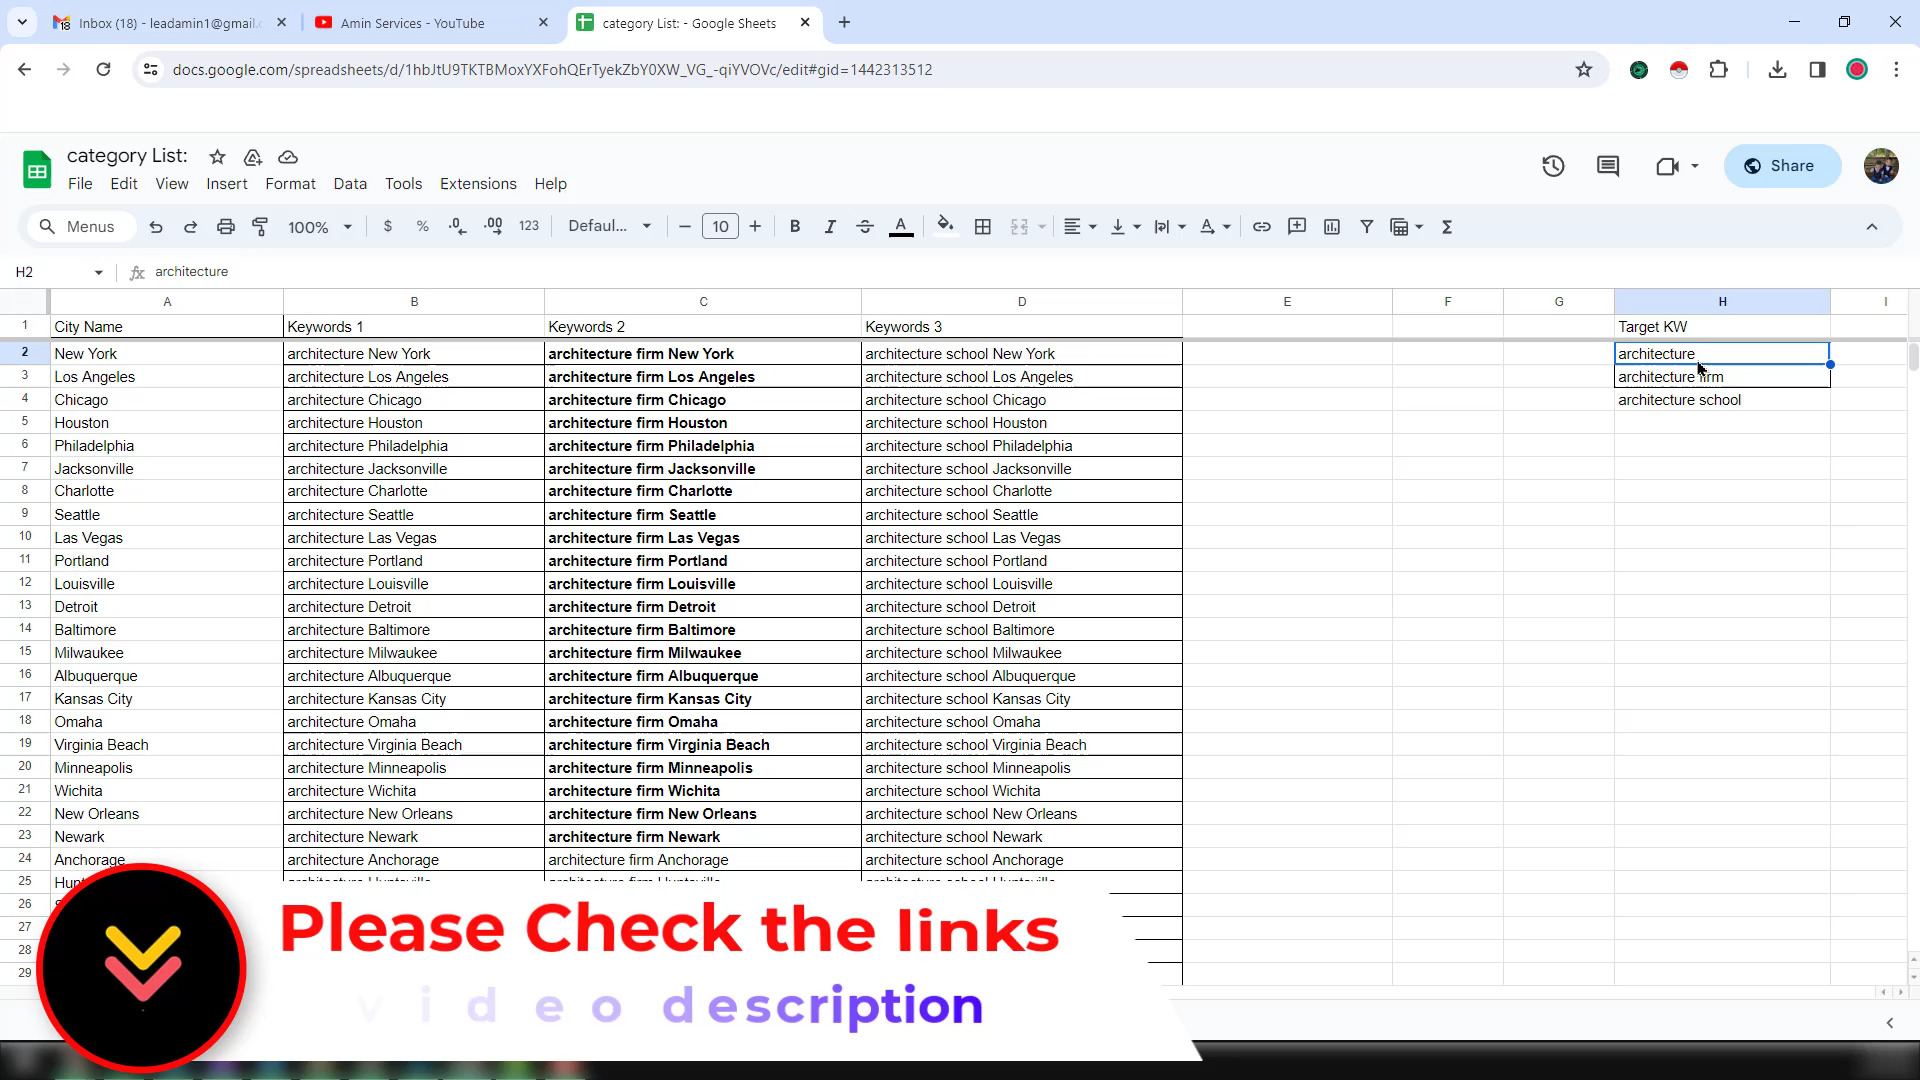 Inbox (18) - leadamin1@gmail.c
Amin Services - YouTube
category List: - Google Sheets
docs.google.com/spreadsheets/d/1hbJtU9TKTBMoxYXFohQErTyekZbY0XW_VG_-qiYVOVc/edit#gid=1442313512
category List:
Share
File Edit View Insert Format Data Tools Extensions Help
Menus 100% $ % .0 .00 123 Defaul... 10 B I A
H2 architecture
A B C D E F G H I
1 City Name Keywords 1 Keywords 2 Keywords 3 Target KW
2 New York architecture New York architecture firm New York architecture school New York architecture
3 Los Angeles architecture Los Angeles architecture firm Los Angeles architecture school Los Angeles architecture firm
4 Chicago architecture Chicago architecture firm Chicago architecture school Chicago architecture school
5 Houston architecture Houston architecture firm Houston architecture school Houston
6 Philadelphia architecture Philadelphia architecture firm Philadelphia architecture school Philadelphia
7 Jacksonville architecture Jacksonville architecture firm Jacksonville architecture school Jacksonville
8 Charlotte architecture Charlotte architecture firm Charlotte architecture school Charlotte
9 Seattle architecture Seattle architecture firm Seattle architecture school Seattle
10 Las Vegas architecture Las Vegas architecture firm Las Vegas architecture school Las Vegas
11 Portland architecture Portland architecture firm Portland architecture school Portland
12 Louisville architecture Louisville architecture firm Louisville architecture school Louisville
13 Detroit architecture Detroit architecture firm Detroit architecture school Detroit
14 Baltimore architecture Baltimore architecture firm Baltimore architecture school Baltimore
15 Milwaukee architecture Milwaukee architecture firm Milwaukee architecture school Milwaukee
16 Albuquerque architecture Albuquerque architecture firm Albuquerque architecture school Albuquerque
17 Kansas City architecture Kansas City architecture firm Kansas City architecture school Kansas City
18 Omaha architecture Omaha architecture firm Omaha architecture school Omaha
19 Virginia Beach architecture Virginia Beach architecture firm Virginia Beach architecture school Virginia Beach
20 Minneapolis architecture Minneapolis architecture firm Minneapolis architecture school Minneapolis
21 Wichita architecture Wichita architecture firm Wichita architecture school Wichita
22 New Orleans architecture New Orleans architecture firm New Orleans architecture school New Orleans
23 Newark architecture Newark architecture firm Newark architecture school Newark
24 Anchorage architecture Anchorage architecture firm Anchorage architecture school Anchorage
25
26
27
28
29
Please Check the links
video description